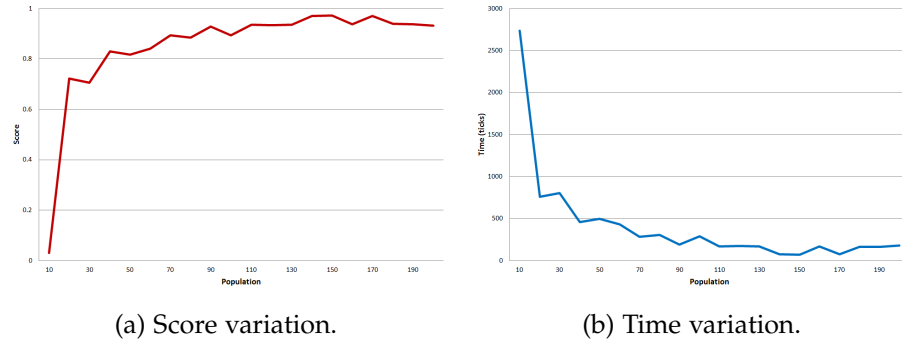 1
0.8
0.6
0.4
0.2
0
Score
10 30 50 70 90 110 130 150 170 190
Population
(a) Score variation.
3000
2500
2000
1500
1000
500
0
Time (ticks)
10 30 50 70 90 110 130 150 170 190
Population
(b) Time variation.